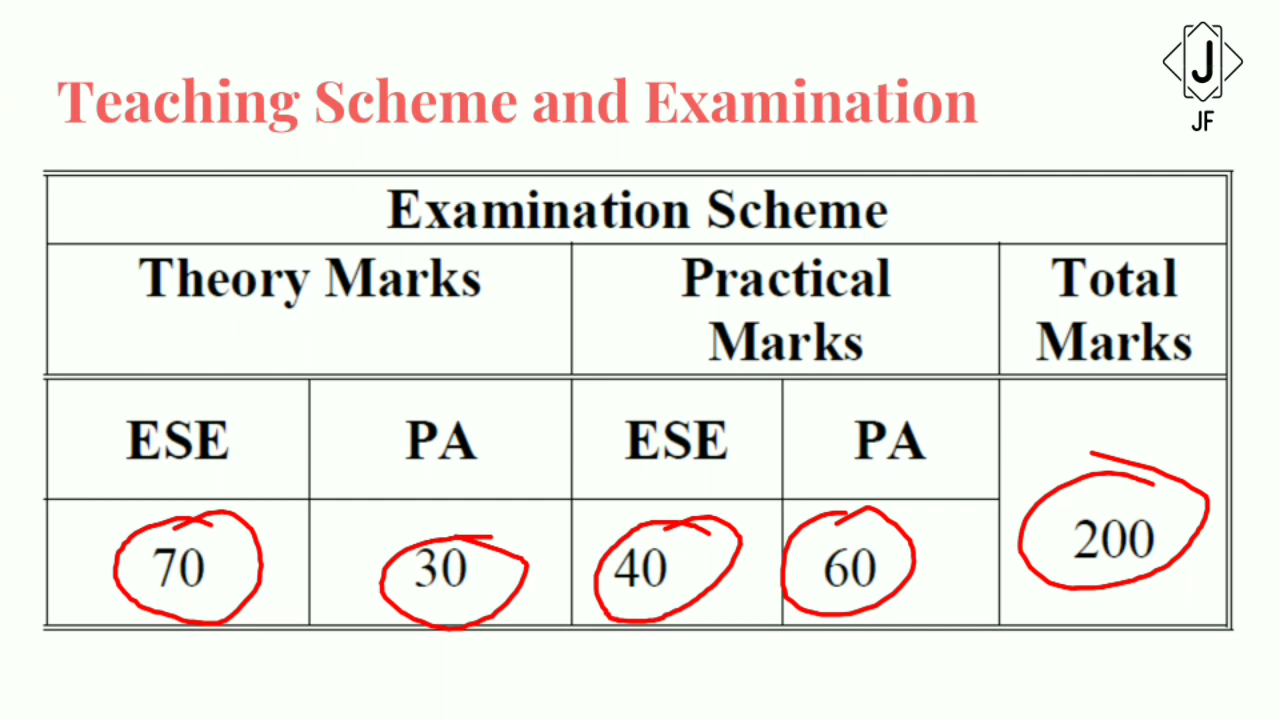 J
JF
Teaching Scheme and Examination
Examination Scheme
Theory Marks
Practical
Marks
Total
Marks
ESE PA ESE PA
70 30 40 60 200